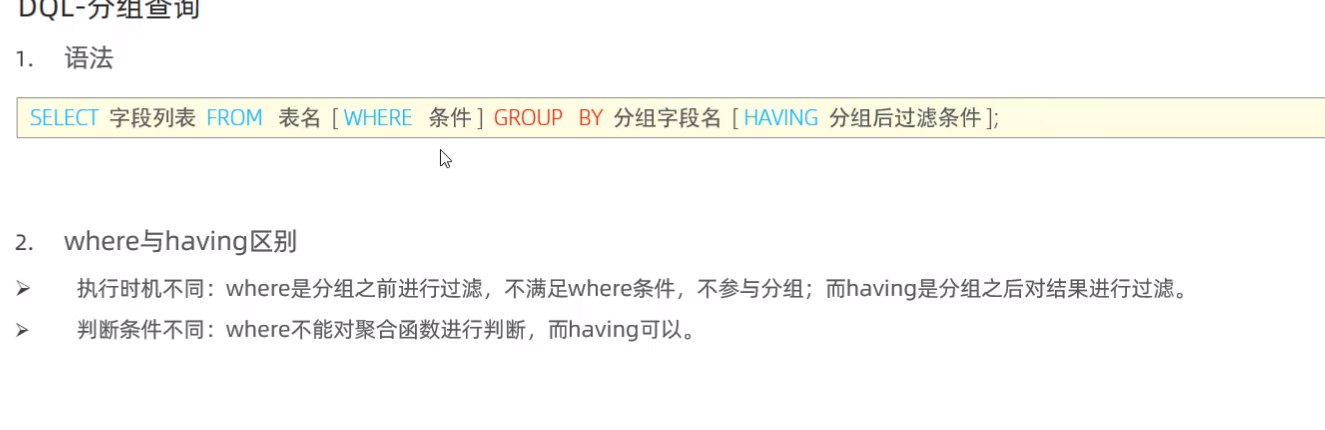 DQL-分组查询
1. 语法
SELECT 字段列表 FROM 表名 [ WHERE 条件 ] GROUP BY 分组字段名 [ HAVING 分组后过滤条件 ];
2. where与having区别
➢ 执行时机不同：where是分组之前进行过滤，不满足where条件，不参与分组；而having是分组之后对结果进行过滤。
➢ 判断条件不同：where不能对聚合函数进行判断，而having可以。